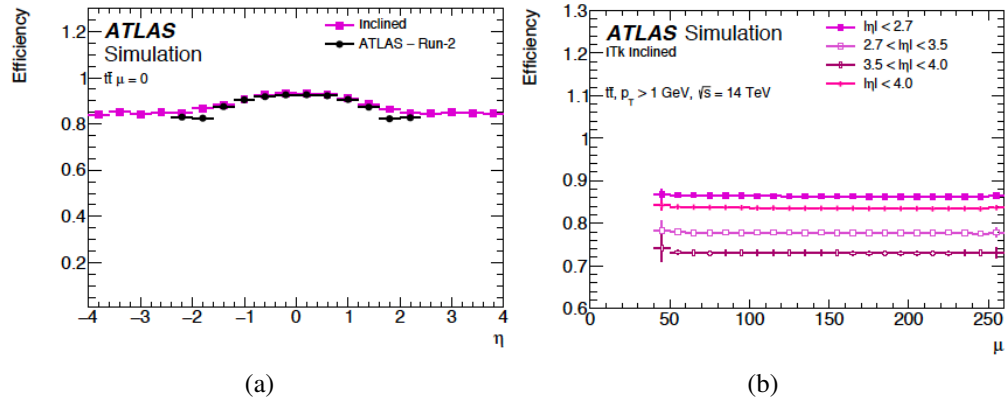 Efficiency
1.2
1
0.8
0.6
0.4
0.2
ATLAS
Simulation
tt̄ μ = 0
Inclined
ATLAS – Run-2
−4 −3 −2 −1 0 1 2 3 4
η
(a)
Efficiency
1.3
1.2
1.1
1
0.9
0.8
0.7
0.6
ATLAS Simulation
ITk Inclined
tt̄, p_T > 1 GeV, √s = 14 TeV
|η| < 2.7
2.7 < |η| < 3.5
3.5 < |η| < 4.0
|η| < 4.0
0 50 100 150 200 250
μ
(b)